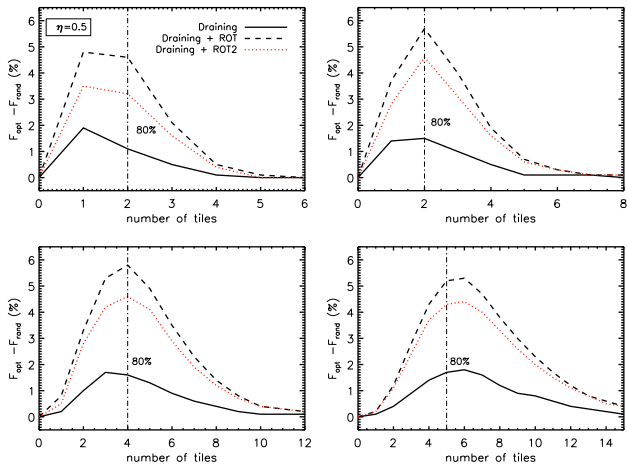 η=0.5
Draining
Draining + ROT
Draining + ROT2
F_opt − F_rand (%)
6
5
4
3
2
1
0
80%
0 1 2 3 4 5 6
number of tiles
F_opt − F_rand (%)
6
5
4
3
2
1
0
80%
0 2 4 6 8
number of tiles
F_opt − F_rand (%)
6
5
4
3
2
1
0
80%
0 2 4 6 8 10 12
number of tiles
F_opt − F_rand (%)
6
5
4
3
2
1
0
80%
0 2 4 6 8 10 12 14
number of tiles